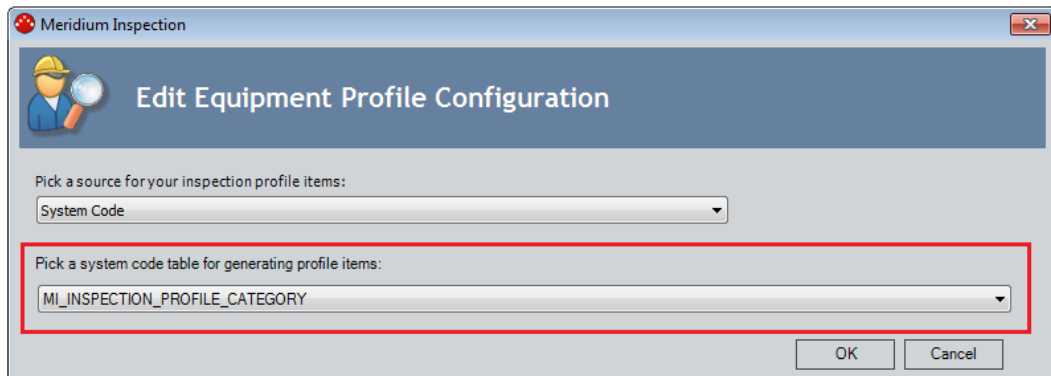 Meridium Inspection
Edit Equipment Profile Configuration
Pick a source for your inspection profile items:
System Code
Pick a system code table for generating profile items:
MI_INSPECTION_PROFILE_CATEGORY
OK
Cancel